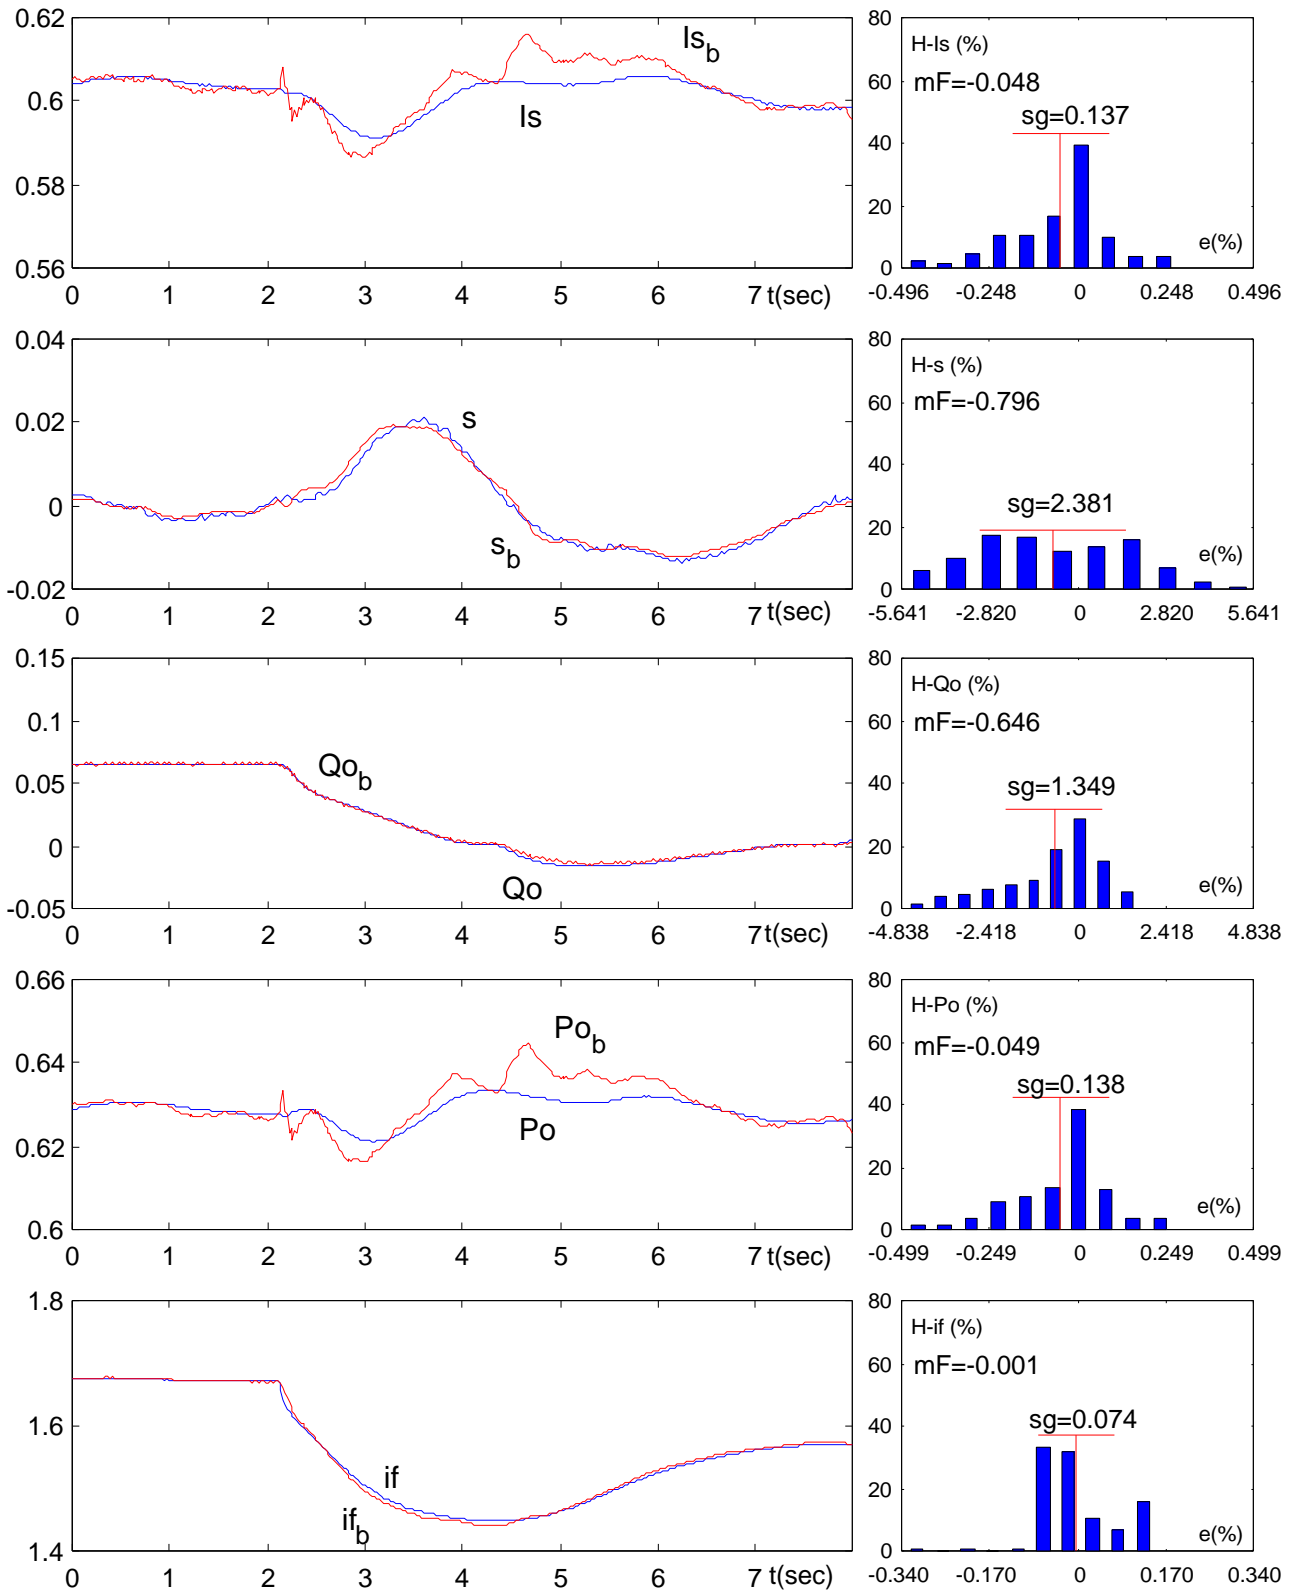 0.62
0.6
0.58
0.56
Is_b
Is
0 1 2 3 4 5 6 7 t(sec)
80
60
40
20
0
H-Is (%)
mF=-0.048
sg=0.137
e(%)
-0.496 -0.248 0 0.248 0.496
0.04
0.02
0
-0.02
s
s_b
0 1 2 3 4 5 6 7 t(sec)
80
60
40
20
0
H-s (%)
mF=-0.796
sg=2.381
e(%)
-5.641 -2.820 0 2.820 5.641
0.15
0.1
0.05
0
-0.05
Qo_b
Qo
0 1 2 3 4 5 6 7 t(sec)
80
60
40
20
0
H-Qo (%)
mF=-0.646
sg=1.349
e(%)
-4.838 -2.418 0 2.418 4.838
0.66
0.64
0.62
0.6
Po_b
Po
0 1 2 3 4 5 6 7 t(sec)
80
60
40
20
0
H-Po (%)
mF=-0.049
sg=0.138
e(%)
-0.499 -0.249 0 0.249 0.499
1.8
1.6
1.4
if
if_b
0 1 2 3 4 5 6 7 t(sec)
80
60
40
20
0
H-if (%)
mF=-0.001
sg=0.074
e(%)
-0.340 -0.170 0 0.170 0.340